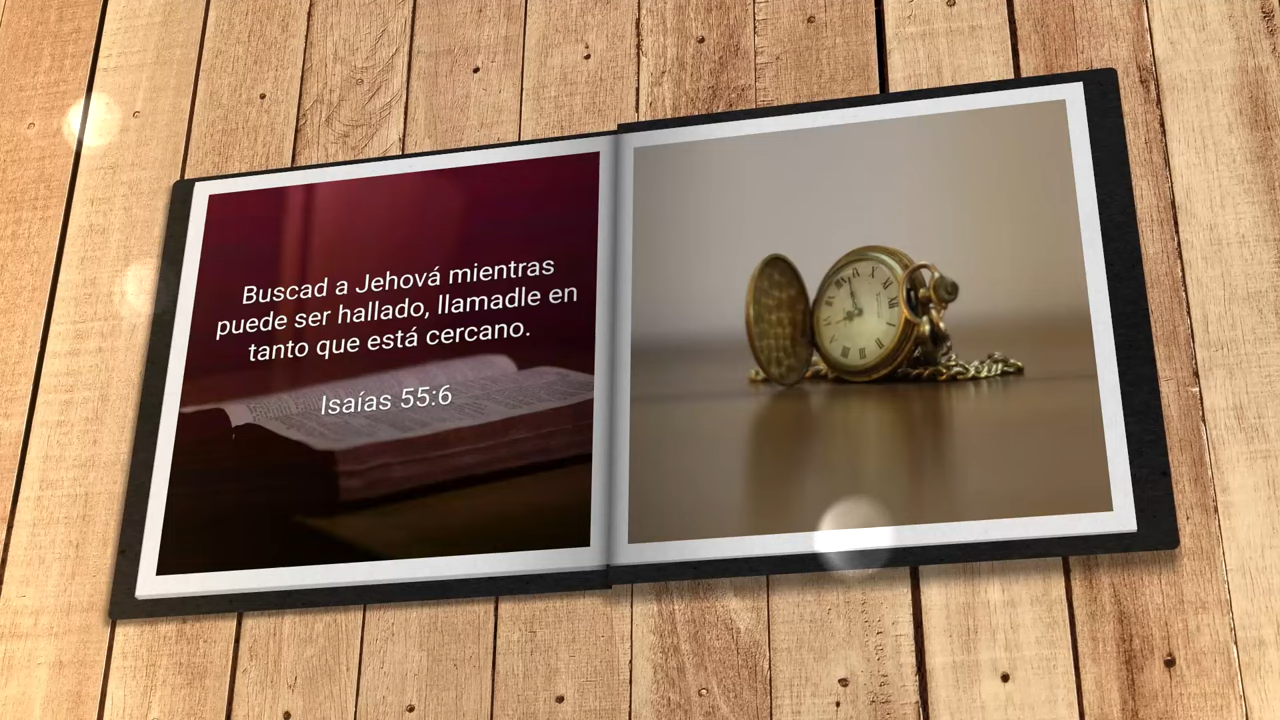 Buscad a Jehová mientras
puede ser hallado, llamadle en
tanto que está cercano.
Isaías 55:6